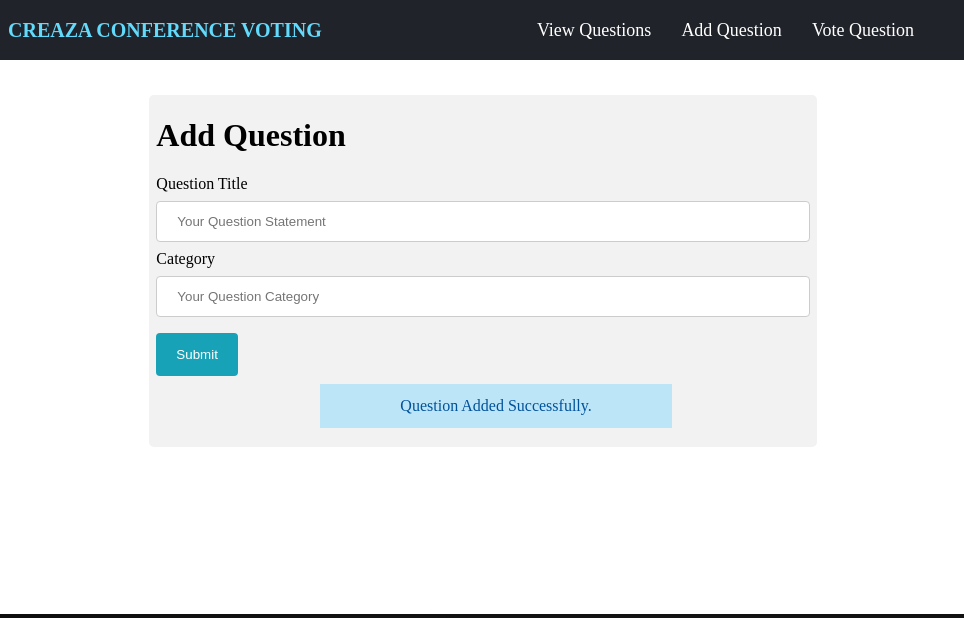 CREAZA CONFERENCE VOTING View Questions Add Question Vote Question
Add Question
Question Title
Your Question Statement
Category
Your Question Category
Submit
Question Added Successfully.